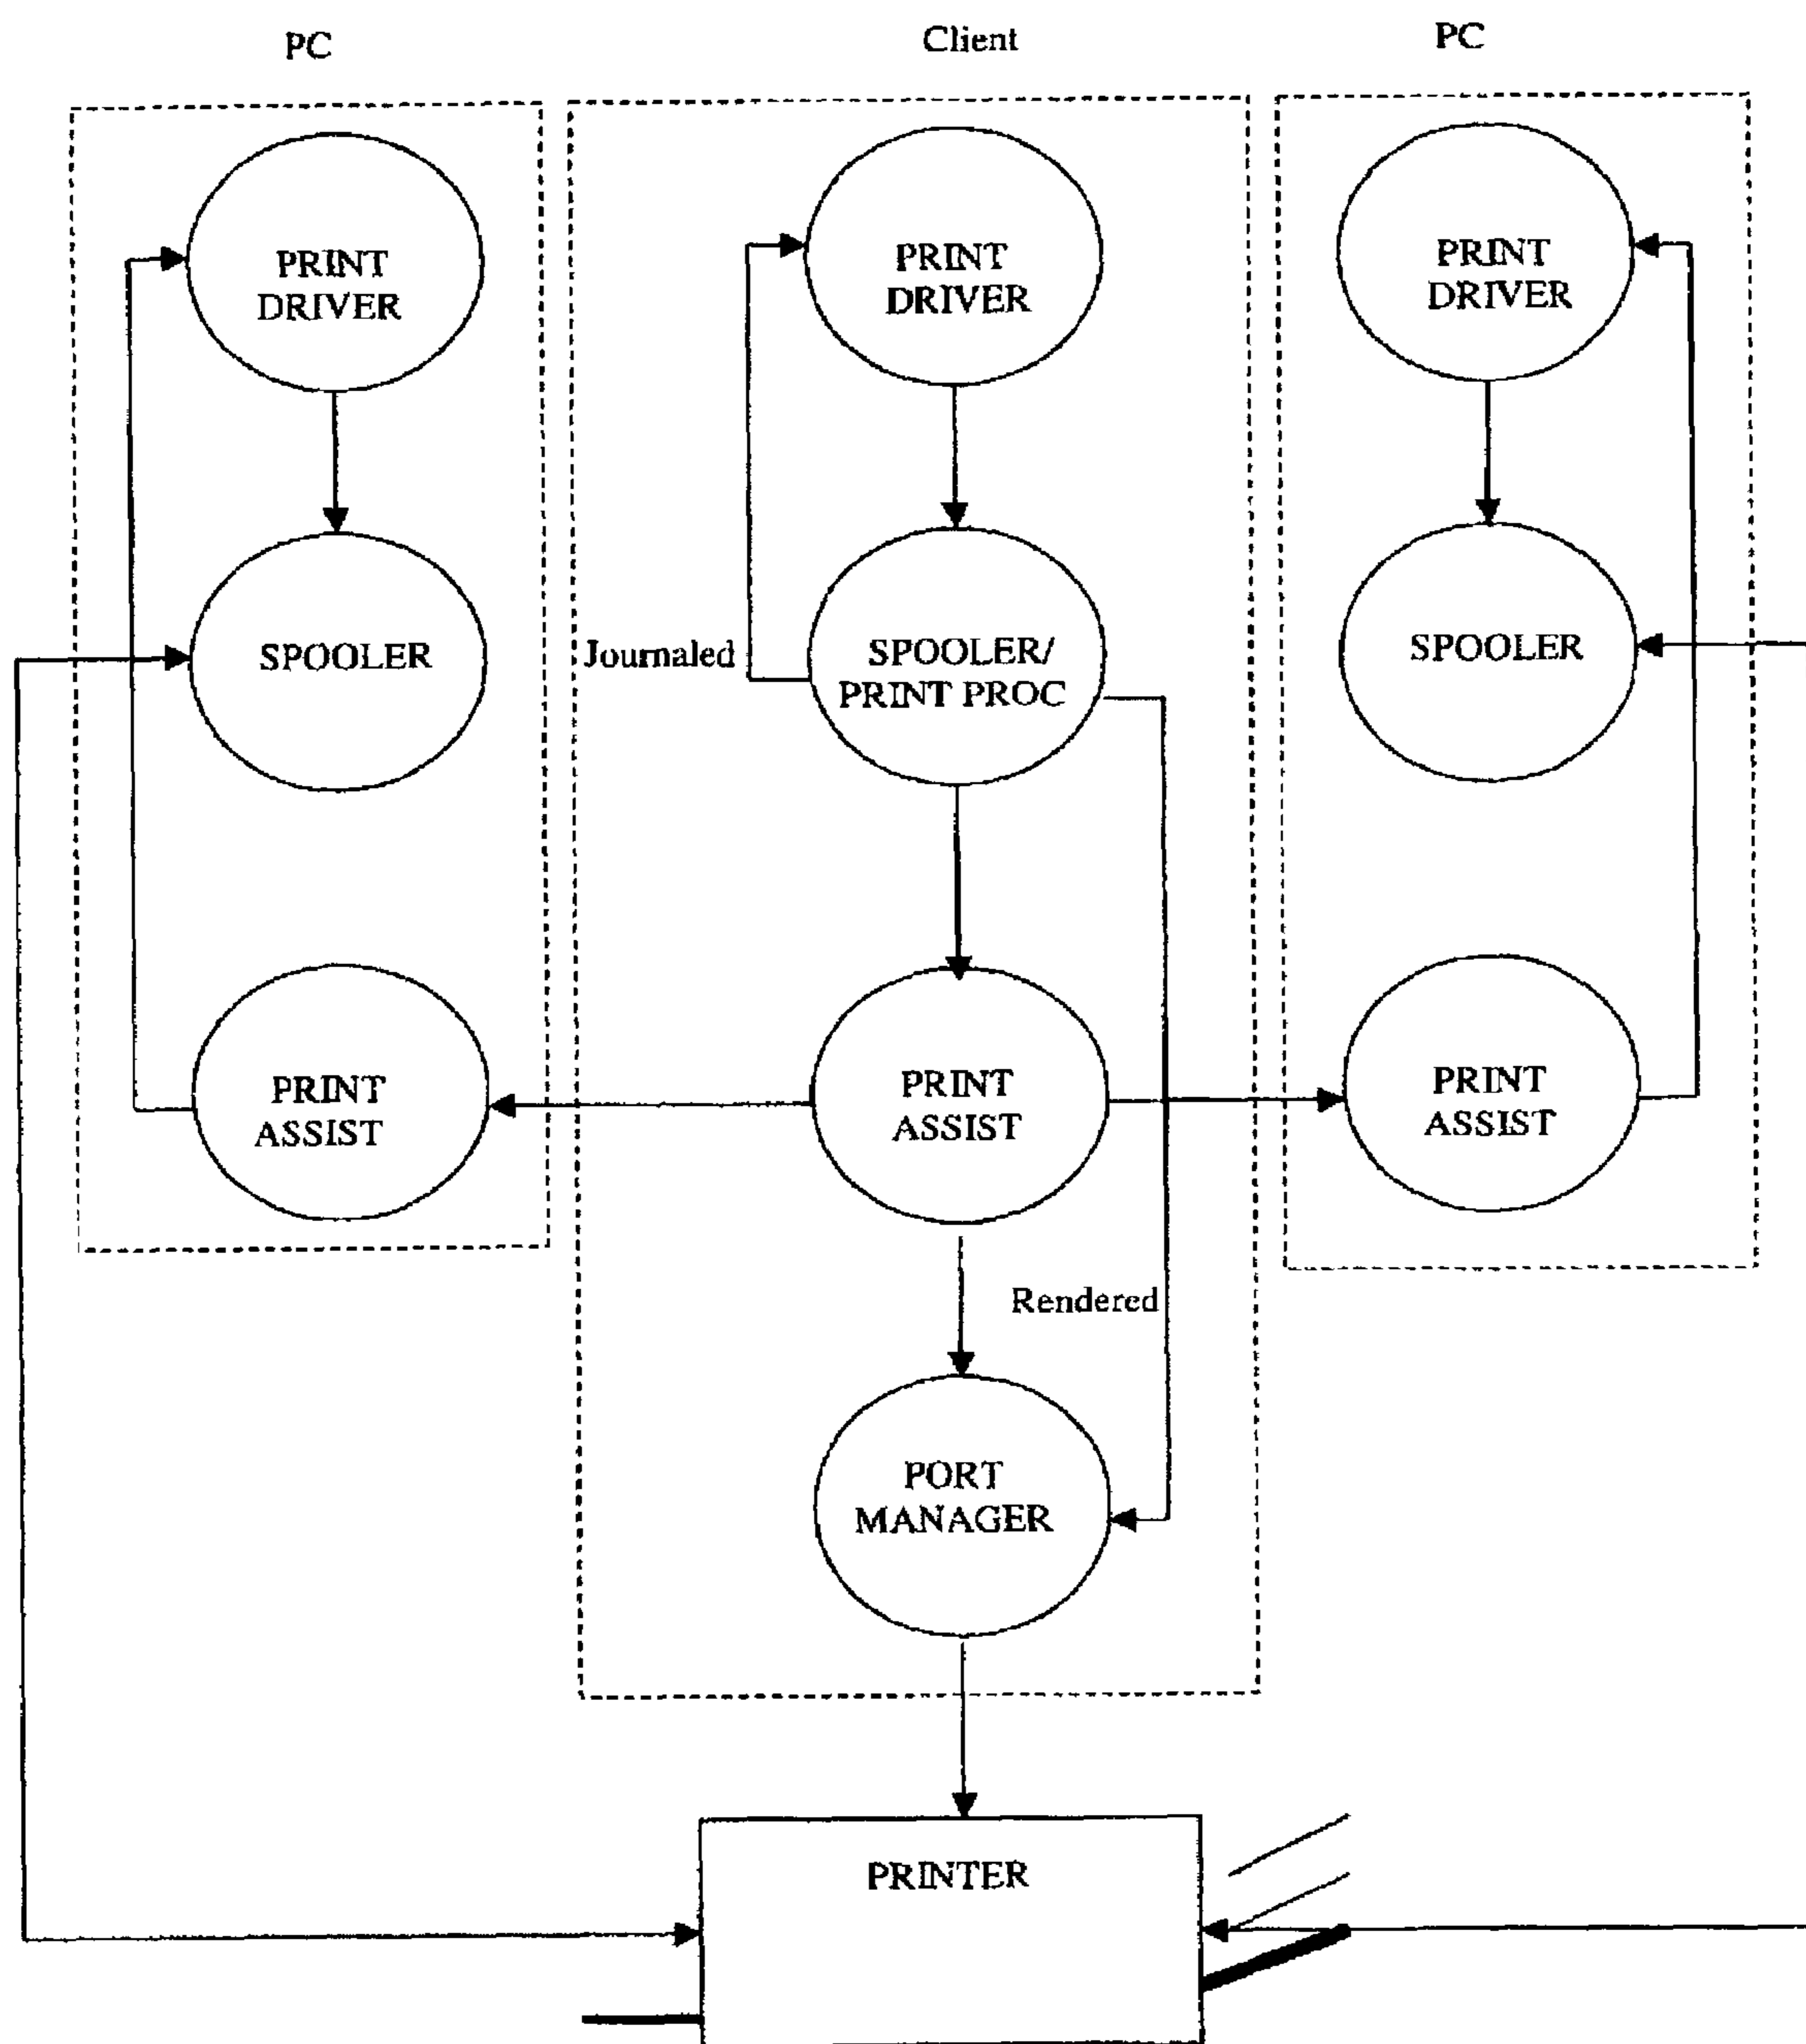 PC
Client
PC
PRINT
DRIVER
PRINT
DRIVER
PRINT
DRIVER
SPOOLER
Journaled
SPOOLER/
PRINT PROC
SPOOLER
PRINT
ASSIST
PRINT
ASSIST
PRINT
ASSIST
Rendered
PORT
MANAGER
PRINTER